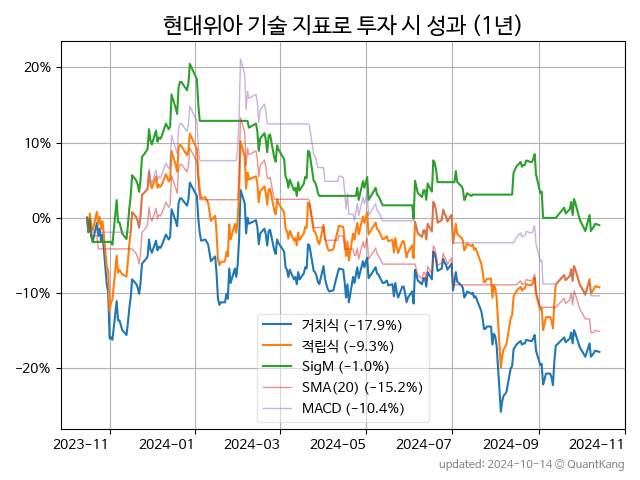 현대위아 기술 지표로 투자 시 성과 (1년)
20%
10%
0%
−10%
−20%
거치식 (−17.9%)
적립식 (−9.3%)
SigM (−1.0%)
SMA(20) (−15.2%)
MACD (−10.4%)
2023-11 2024-01 2024-03 2024-05 2024-07 2024-09 2024-11
updated: 2024-10-14 © QuantKang